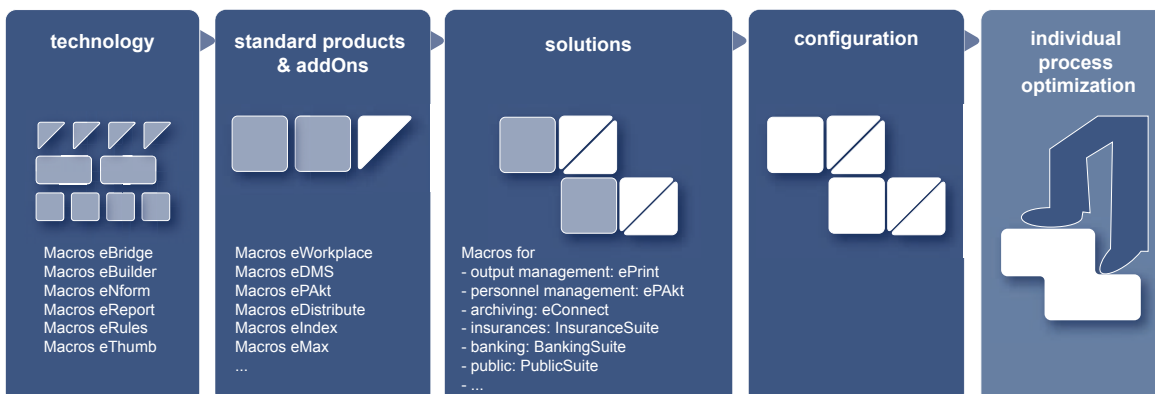 technology
Macros eBridge
Macros eBuilder
Macros eNform
Macros eReport
Macros eRules
Macros eThumb
standard products
& addOns
Macros eWorkplace
Macros eDMS
Macros ePAkt
Macros eDistribute
Macros eIndex
Macros eMax
...
solutions
Macros for
- output management: ePrint
- personnel management: ePAkt
- archiving: eConnect
- insurances: InsuranceSuite
- banking: BankingSuite
- public: PublicSuite
- ...
configuration
individual
process
optimization